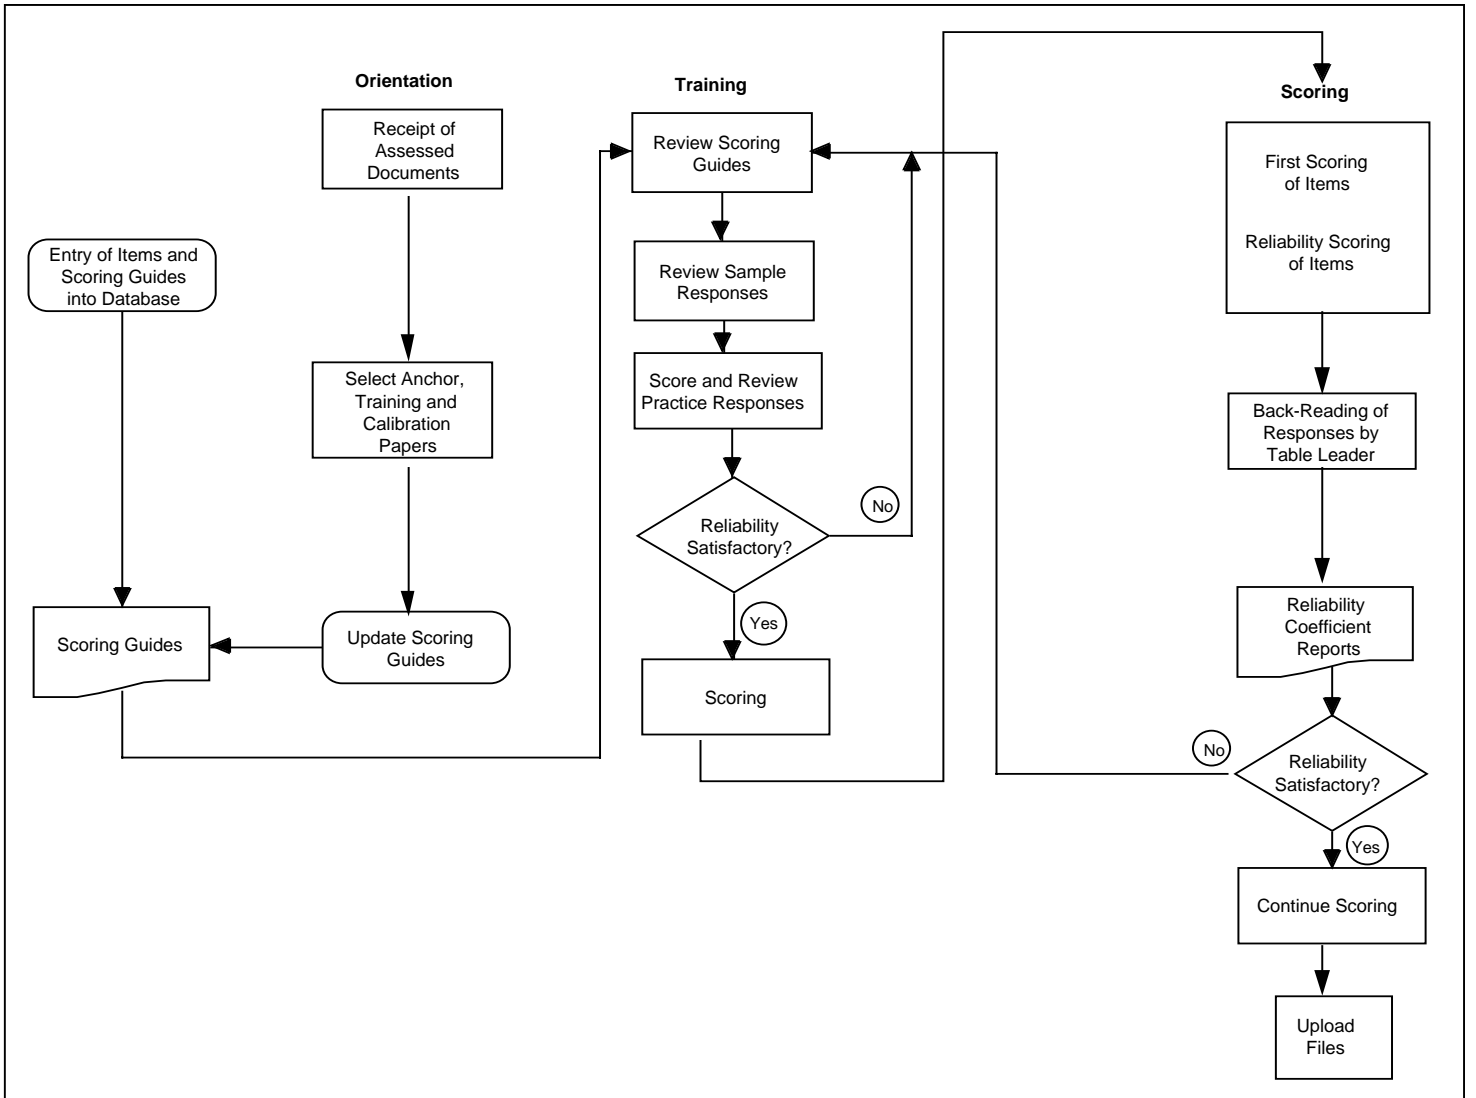 Orientation
Receipt of
Assessed
Documents
Entry of Items and
Scoring Guides
into Database
Select Anchor,
Training and
Calibration
Papers
Scoring Guides
Update Scoring
Guides
Training
Review Scoring
Guides
Review Sample
Responses
Score and Review
Practice Responses
Reliability
Satisfactory?
No
Yes
Scoring
Scoring
First Scoring
of Items
Reliability Scoring
of Items
Back-Reading of
Responses by
Table Leader
Reliability
Coefficient
Reports
No
Reliability
Satisfactory?
Yes
Continue Scoring
Upload
Files